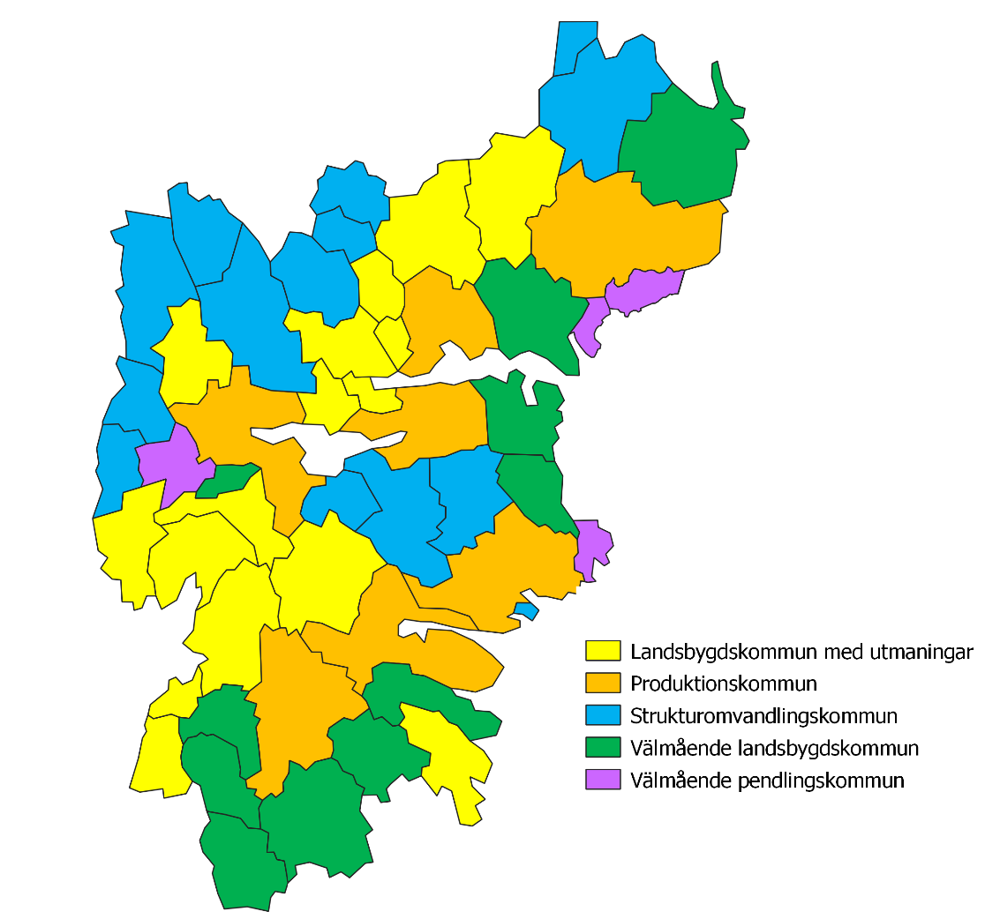 Landsbygdskommun med utmaningar
Produktionskommun
Strukturomvandlingskommun
Välmående landsbygdskommun
Välmående pendlingskommun